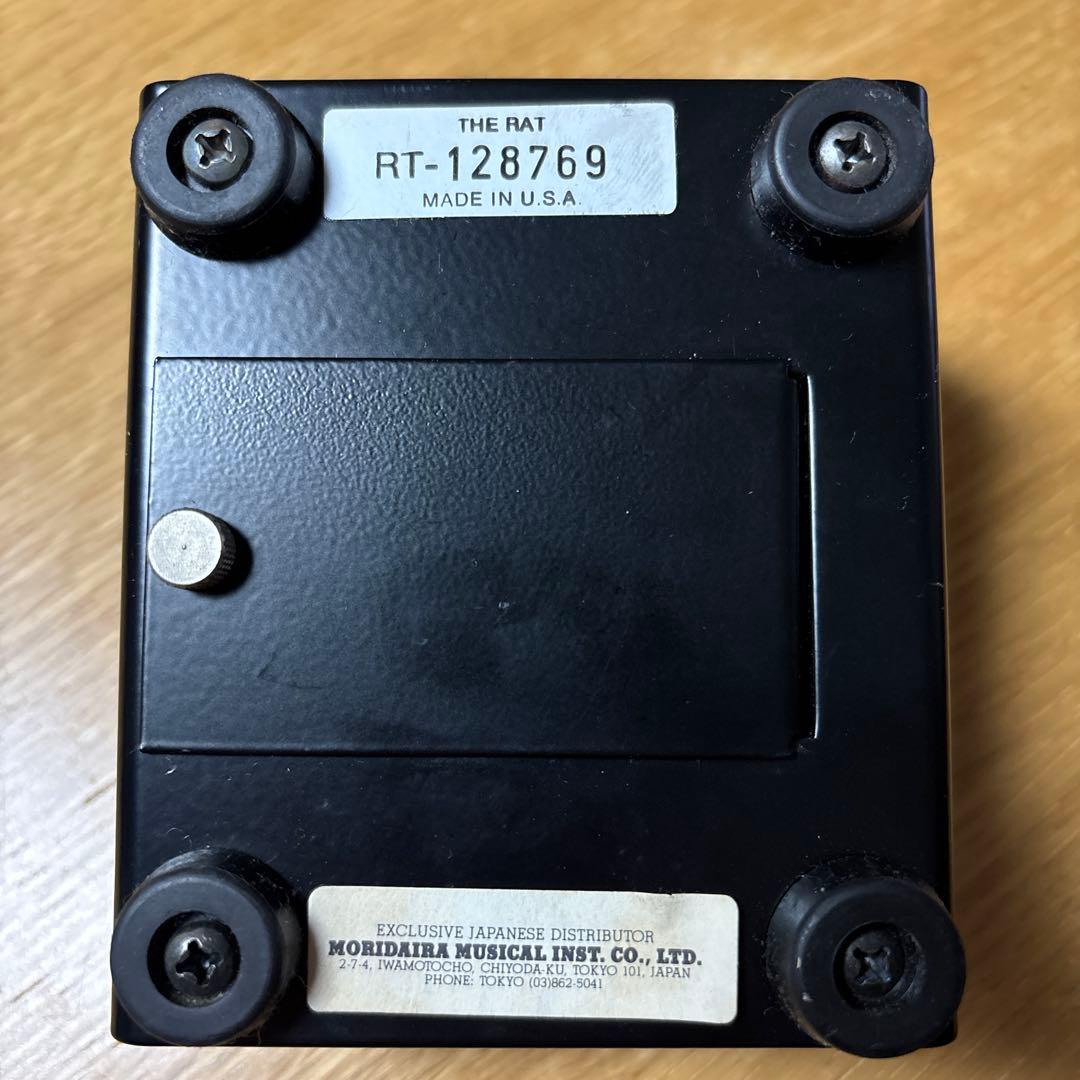 THE RAT
RT-128769
MADE IN U.S.A.
EXCLUSIVE JAPANESE DISTRIBUTOR
MORIDAIRA MUSICAL INST. CO., LTD.
2-7-4, IWAMOTOCHO, CHIYODA-KU, TOKYO 101, JAPAN
PHONE: TOKYO (03)862-5041